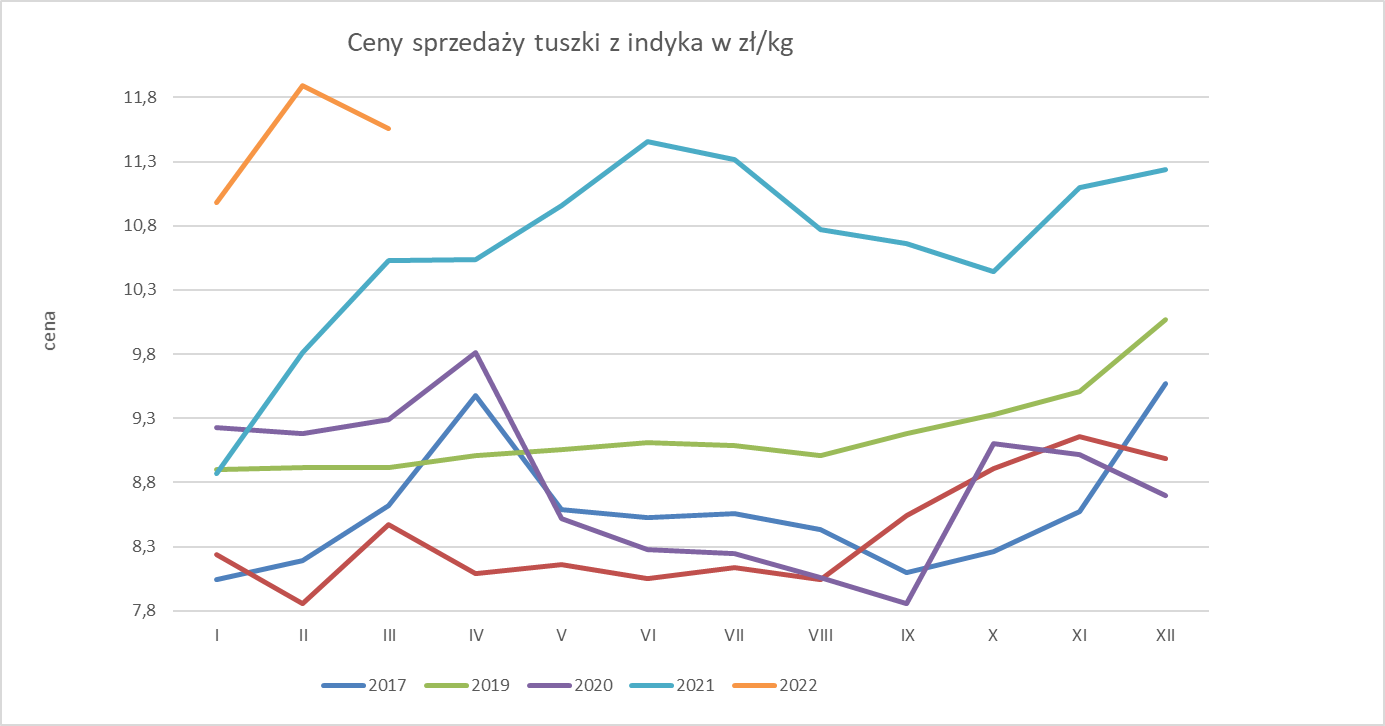 Ceny sprzedaży tuszki z indyka w zł/kg
11,8
11,3
10,8
10,3
9,8
9,3
8,8
8,3
7,8
cena
I II III IV V VI VII VIII IX X XI XII
2017 2019 2020 2021 2022